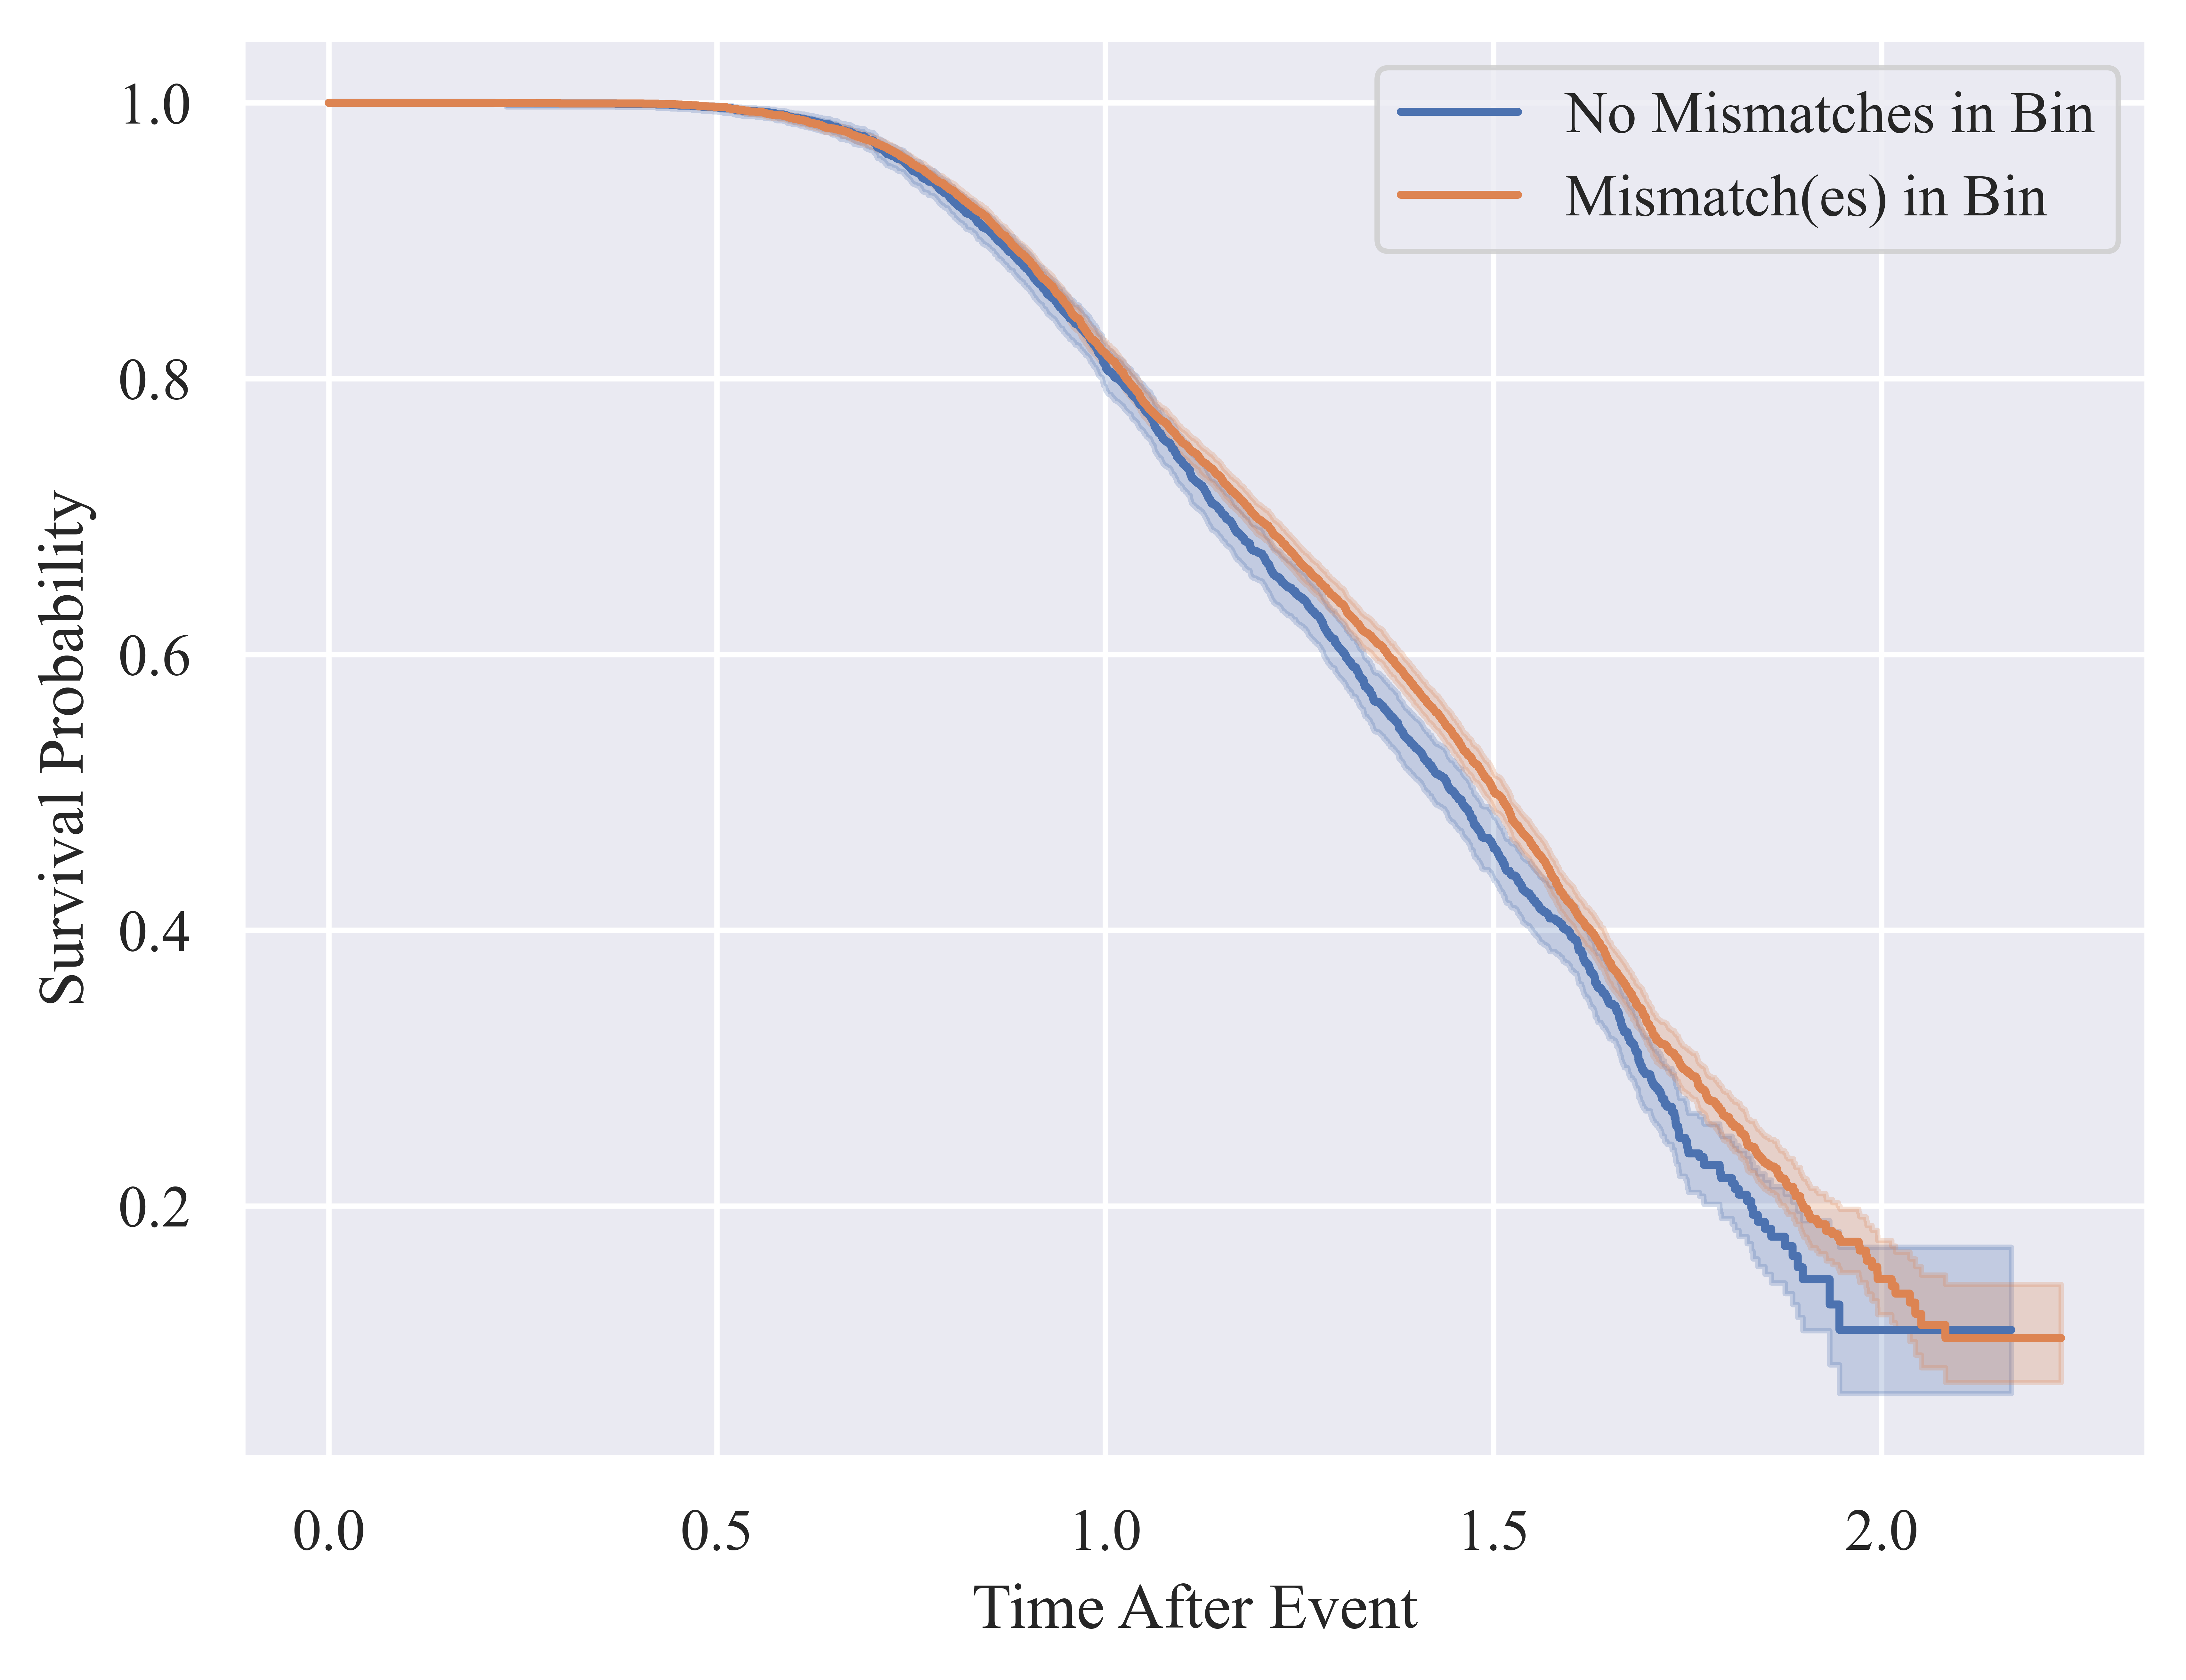 No Mismatches in Bin
Mismatch(es) in Bin
1.0
0.8
0.6
0.4
0.2
Survival Probability
0.0 0.5 1.0 1.5 2.0
Time After Event